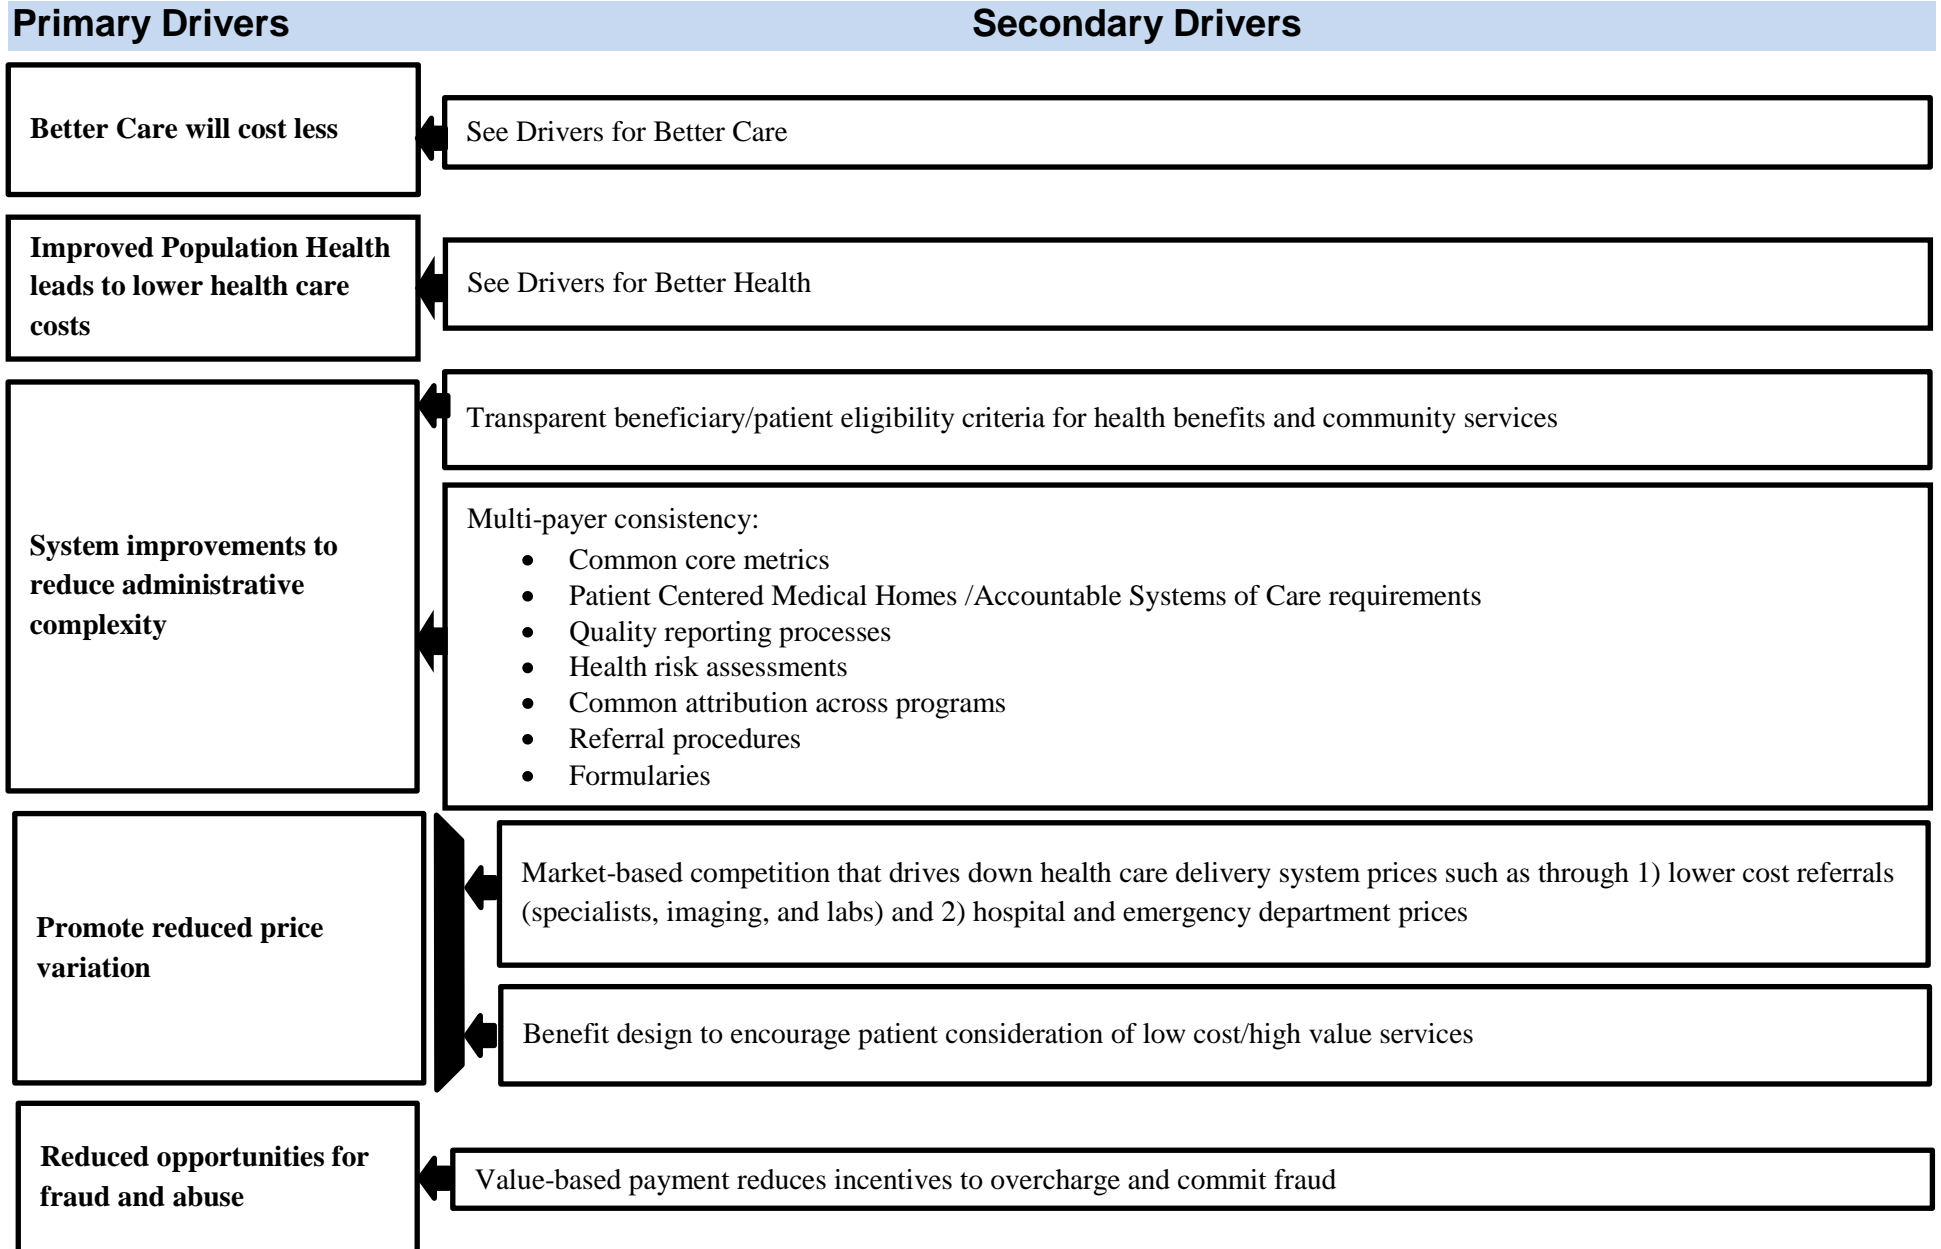 Primary Drivers
Secondary Drivers
Better Care will cost less
See Drivers for Better Care
Improved Population Health
leads to lower health care
costs
See Drivers for Better Health
System improvements to
reduce administrative
complexity
Transparent beneficiary/patient eligibility criteria for health benefits and community services
Multi-payer consistency:
• Common core metrics
• Patient Centered Medical Homes /Accountable Systems of Care requirements
• Quality reporting processes
• Health risk assessments
• Common attribution across programs
• Referral procedures
• Formularies
Promote reduced price
variation
Market-based competition that drives down health care delivery system prices such as through 1) lower cost referrals
(specialists, imaging, and labs) and 2) hospital and emergency department prices
Benefit design to encourage patient consideration of low cost/high value services
Reduced opportunities for
fraud and abuse
Value-based payment reduces incentives to overcharge and commit fraud